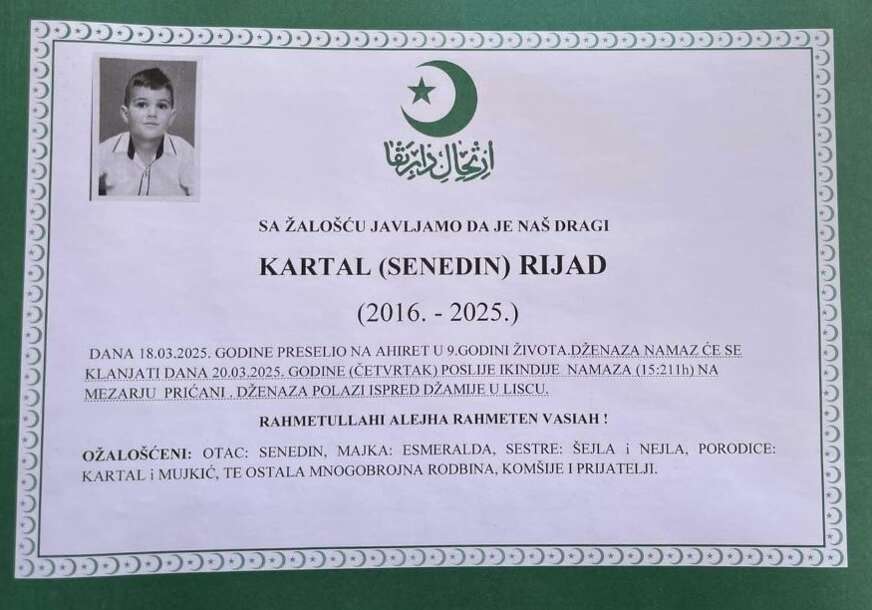 ارتحال دار بقا
SA ŽALOŠĆU JAVLJAMO DA JE NAŠ DRAGI
KARTAL (SENEDIN) RIJAD
(2016. - 2025.)
DANA 18.03.2025. GODINE PRESELIO NA AHIRET U 9.GODINI ŽIVOTA.DŽENAZA NAMAZ ĆE SE
KLANJATI DANA 20.03.2025. GODINE (ČETVRTAK) POSLIJE IKINDIJE NAMAZA (15:211h) NA
MEZARJU PRIĆANI . DŽENAZA POLAZI ISPRED DŽAMIJE U LISCU.
RAHMETULLAHI ALEJHA RAHMETEN VASIAH !
OŽALOŠĆENI: OTAC: SENEDIN, MAJKA: ESMERALDA, SESTRE: ŠEJLA i NEJLA, PORODICE:
KARTAL i MUJKIĆ, TE OSTALA MNOGOBROJNA RODBINA, KOMŠIJE I PRIJATELJI.